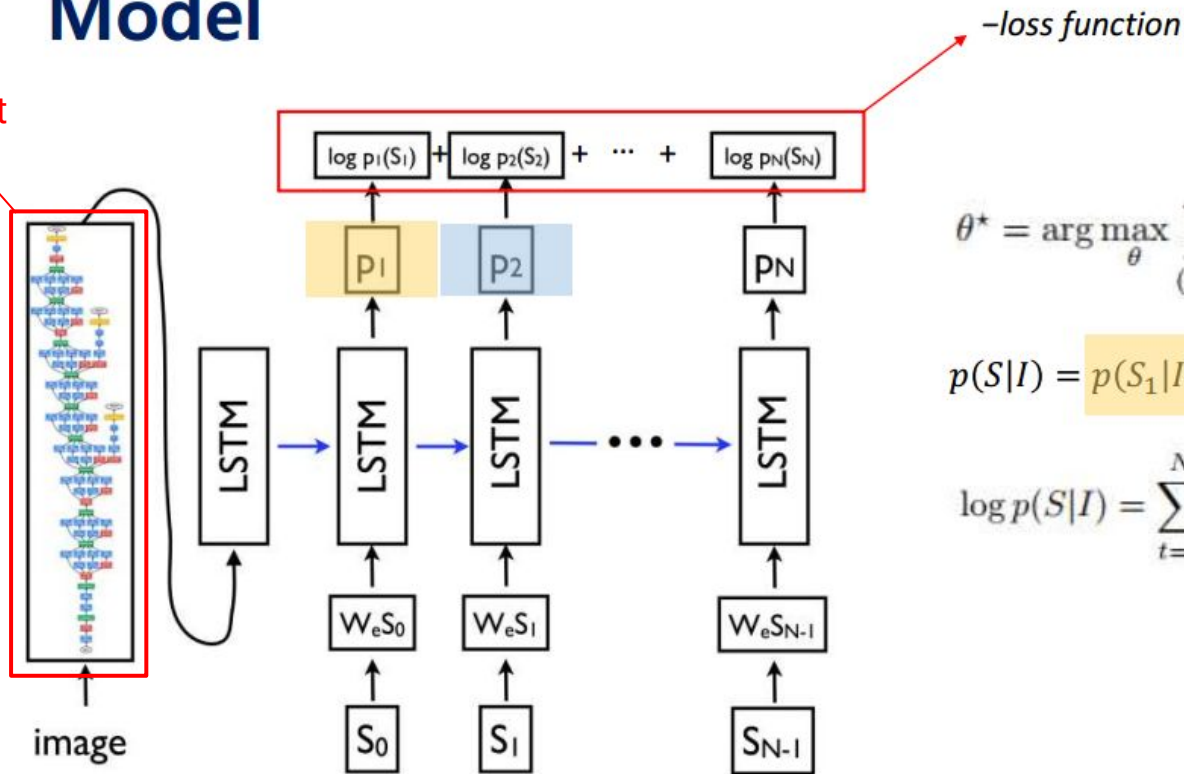 Model
–loss function
t
log p₁(S₁) + log p₂(S₂) + ... + log pN(SN)
p₁ p₂ pN
θ* = arg max
θ
(
p(S|I) = p(S₁|I
log p(S|I) = ∑
N
t=
LSTM LSTM LSTM ••• LSTM
WₑS₀ WₑS₁ WₑSN-1
image
S₀ S₁ SN-1